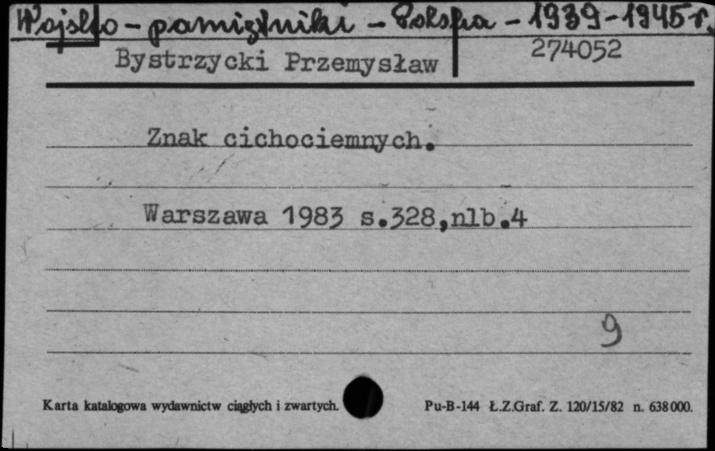 Wojsko - pamiętniki - Polska - 1939-1945 r.
Bystrzycki Przemysław
274052
Znak cichociemnych.
Warszawa 1983 s.328,nlb.4
9
Karta katalogowa wydawnictw ciągłych i zwartych.
Pu-B-144 Ł.Z.Graf. Z. 120/15/82 n. 638000.